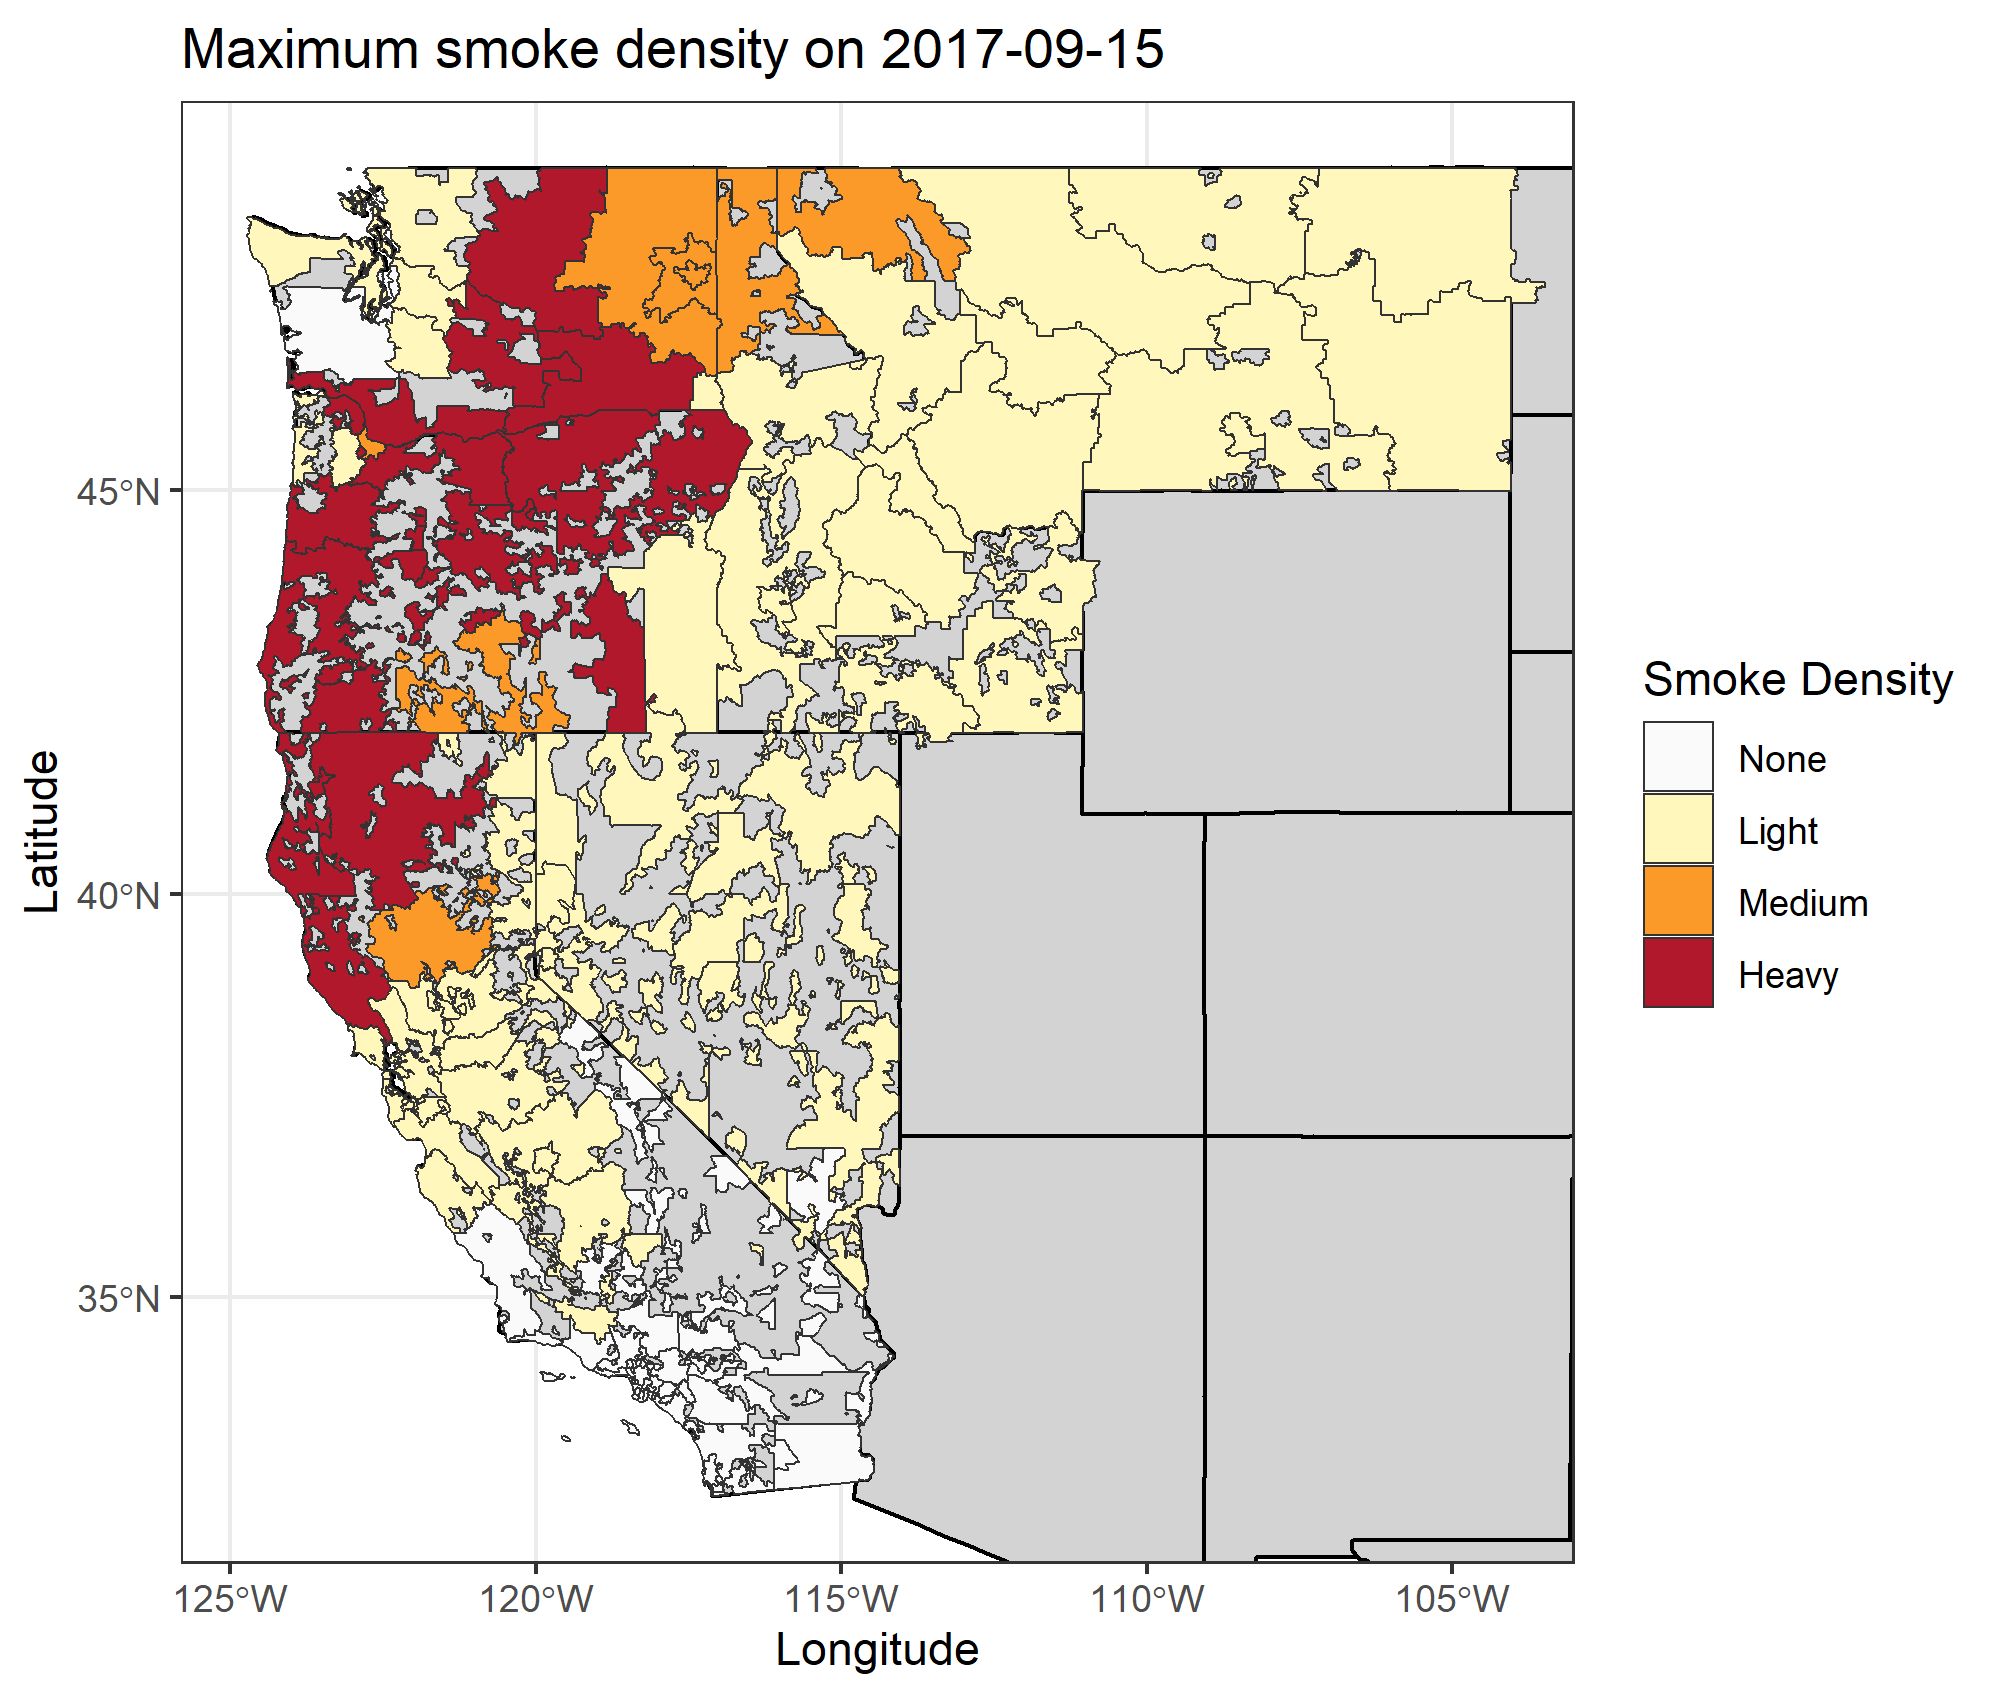 Maximum smoke density on 2017-09-15
45°N
40°N
35°N
Latitude
125°W
120°W
115°W
110°W
105°W
Longitude
Smoke Density
None
Light
Medium
Heavy